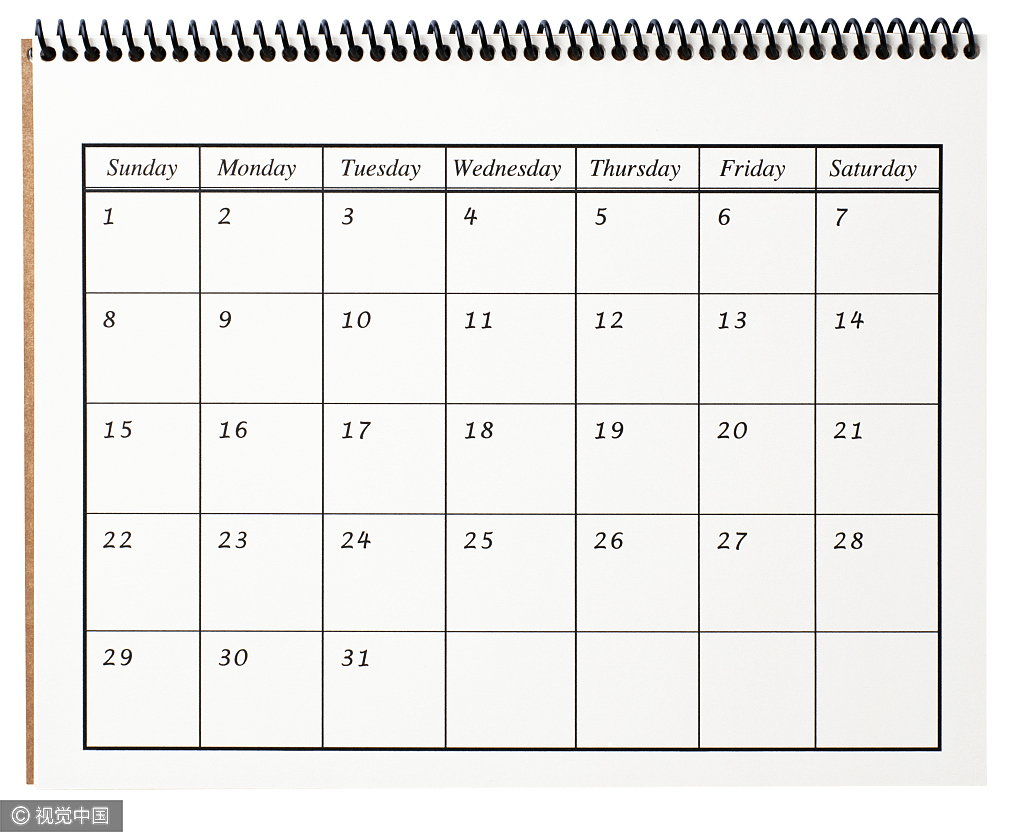 Sunday Monday Tuesday Wednesday Thursday Friday Saturday
1 2 3 4 5 6 7
8 9 10 11 12 13 14
15 16 17 18 19 20 21
22 23 24 25 26 27 28
29 30 31
© 视觉中国